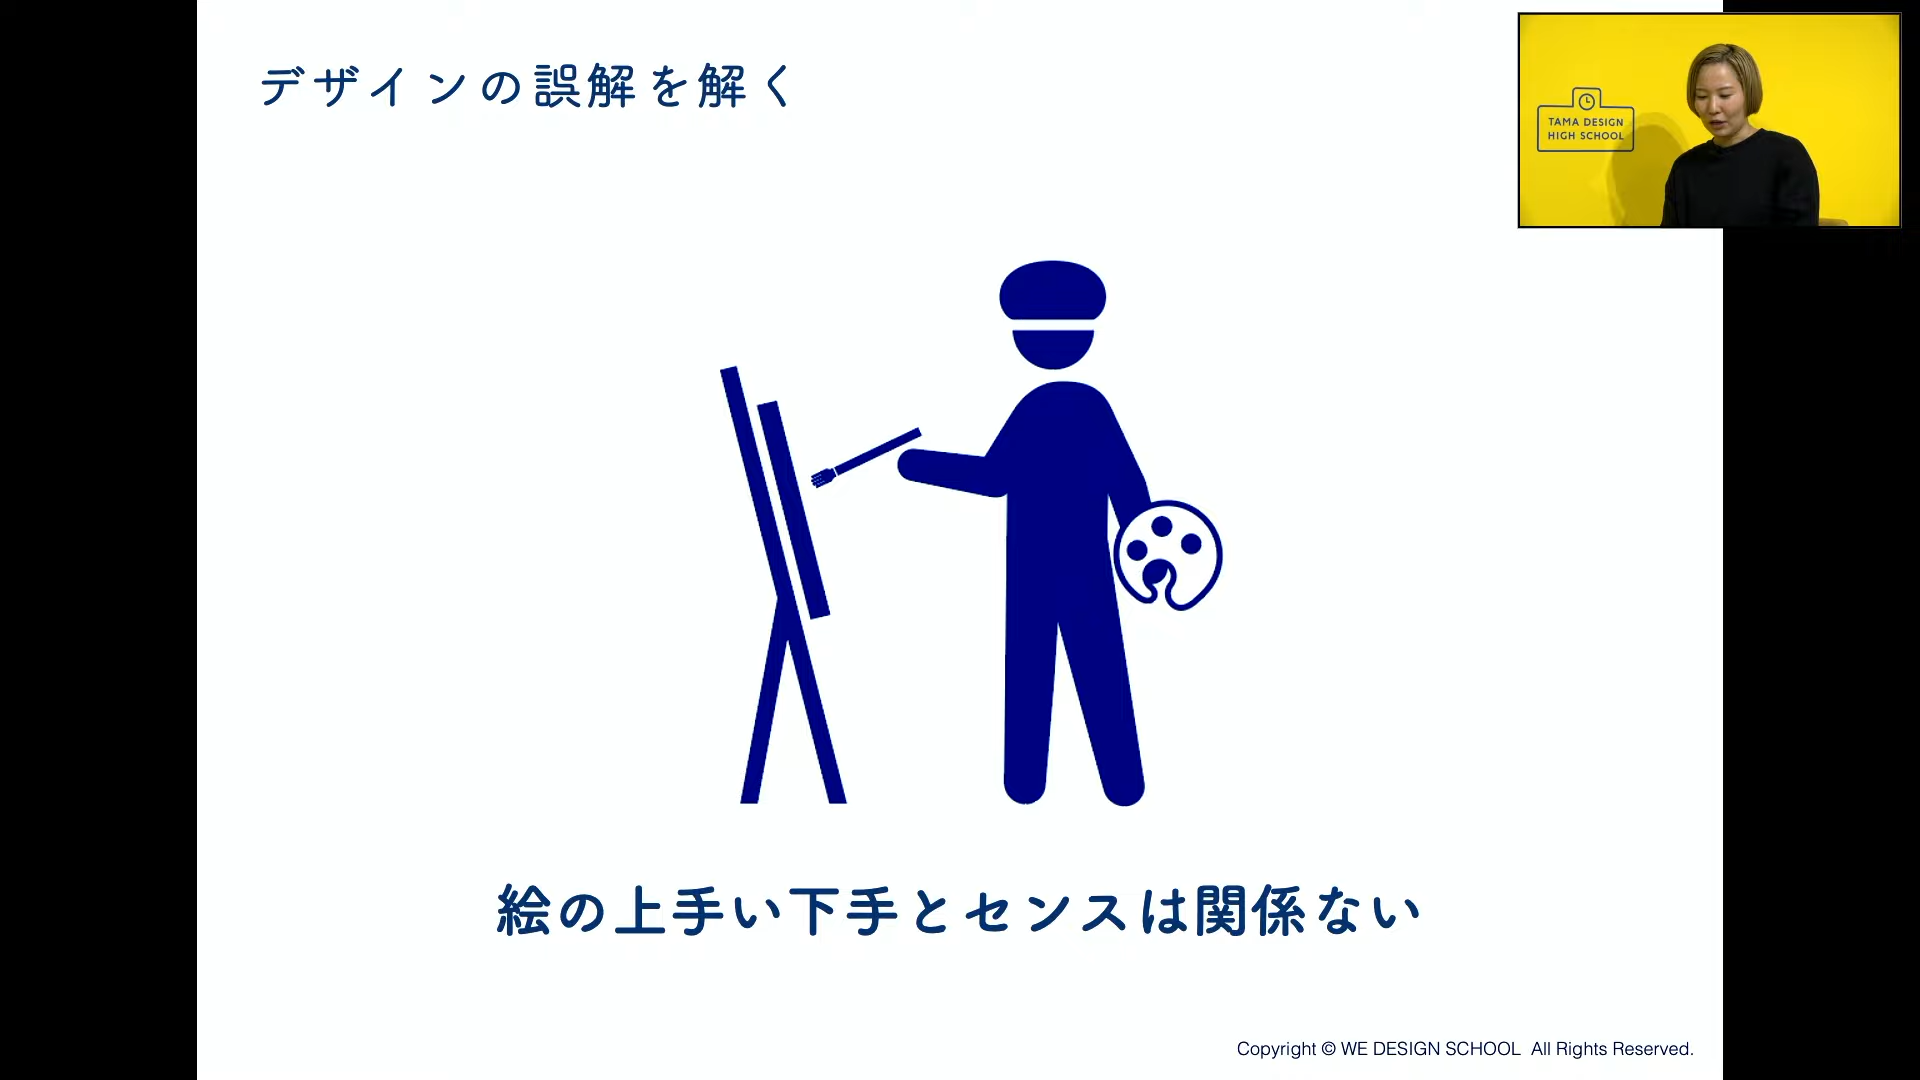 デザインの誤解を解く
TAMA DESIGN
HIGH SCHOOL
絵の上手い下手とセンスは関係ない
Copyright © WE DESIGN SCHOOL All Rights Reserved.